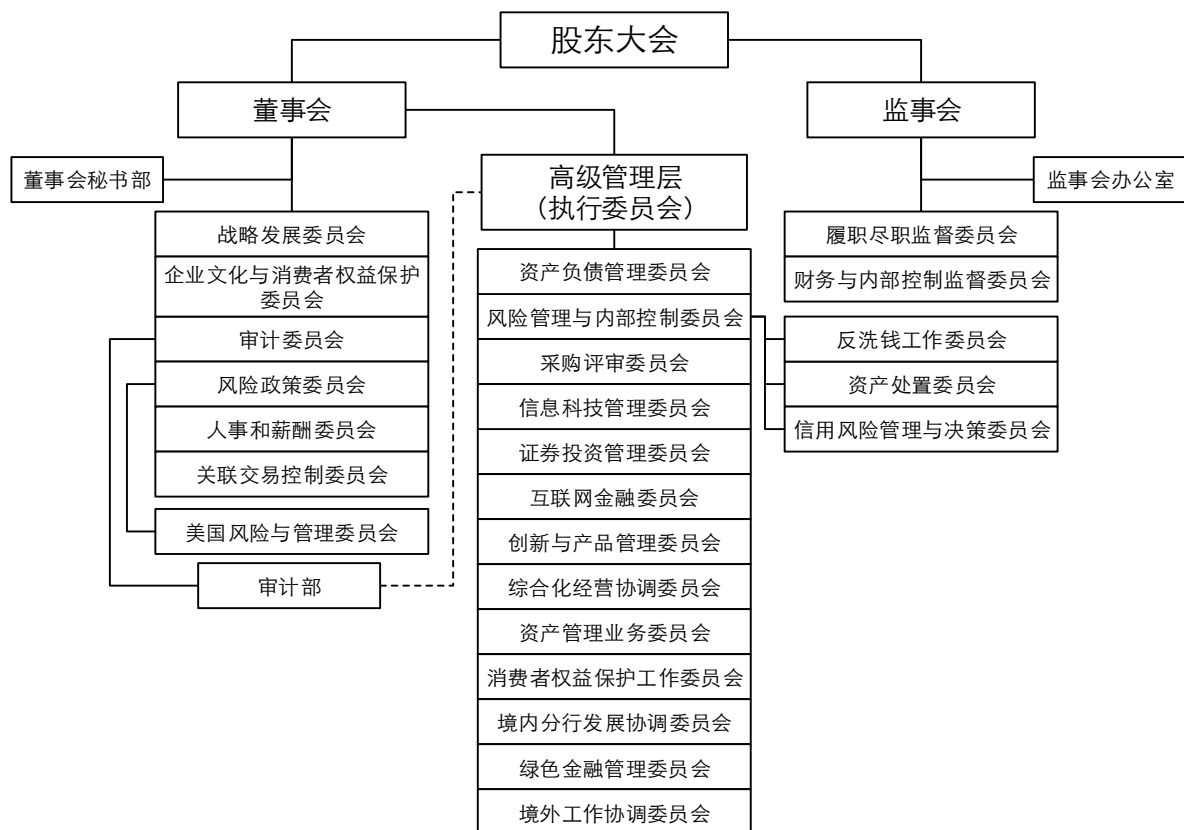 股东大会
董事会
监事会
董事会秘书部
高级管理层
（执行委员会）
监事会办公室
战略发展委员会
企业文化与消费者权益保护
委员会
审计委员会
风险政策委员会
人事和薪酬委员会
关联交易控制委员会
美国风险与管理委员会
审计部
资产负债管理委员会
风险管理与内部控制委员会
采购评审委员会
信息科技管理委员会
证券投资管理委员会
互联网金融委员会
创新与产品管理委员会
综合化经营协调委员会
资产管理业务委员会
消费者权益保护工作委员会
境内分行发展协调委员会
绿色金融管理委员会
境外工作协调委员会
履职尽职监督委员会
财务与内部控制监督委员会
反洗钱工作委员会
资产处置委员会
信用风险管理与决策委员会